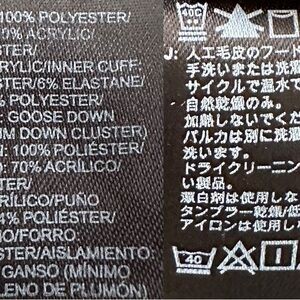 100% POLYESTER/
0% ACRYLIC/
STER/
RYLIC/INNER CUFF:
STER/6% ELASTANE/
% POLYESTER/
: GOOSE DOWN
UM DOWN CLUSTER)
N: 100% POLIÉSTER/
O: 70% ACRÍLICO/
TER/
RÍLICO/PUÑO
4% POLIÉSTER/
NO/FORRO
STER/AISLAMIENTO:
GANSO (MÍNIMO
LLENO DE PLUMÓN)
40C
J: 人工毛皮のフー
手洗いまたは洗濯
サイクルで温水で
自然乾燥のみ。
加熱しないでくだ
パルカは別に洗濯
洗います。
ドライクリーニン
い製品。
漂白剤は使用しな
タンブラー乾燥/低
アイロンは使用しな
40